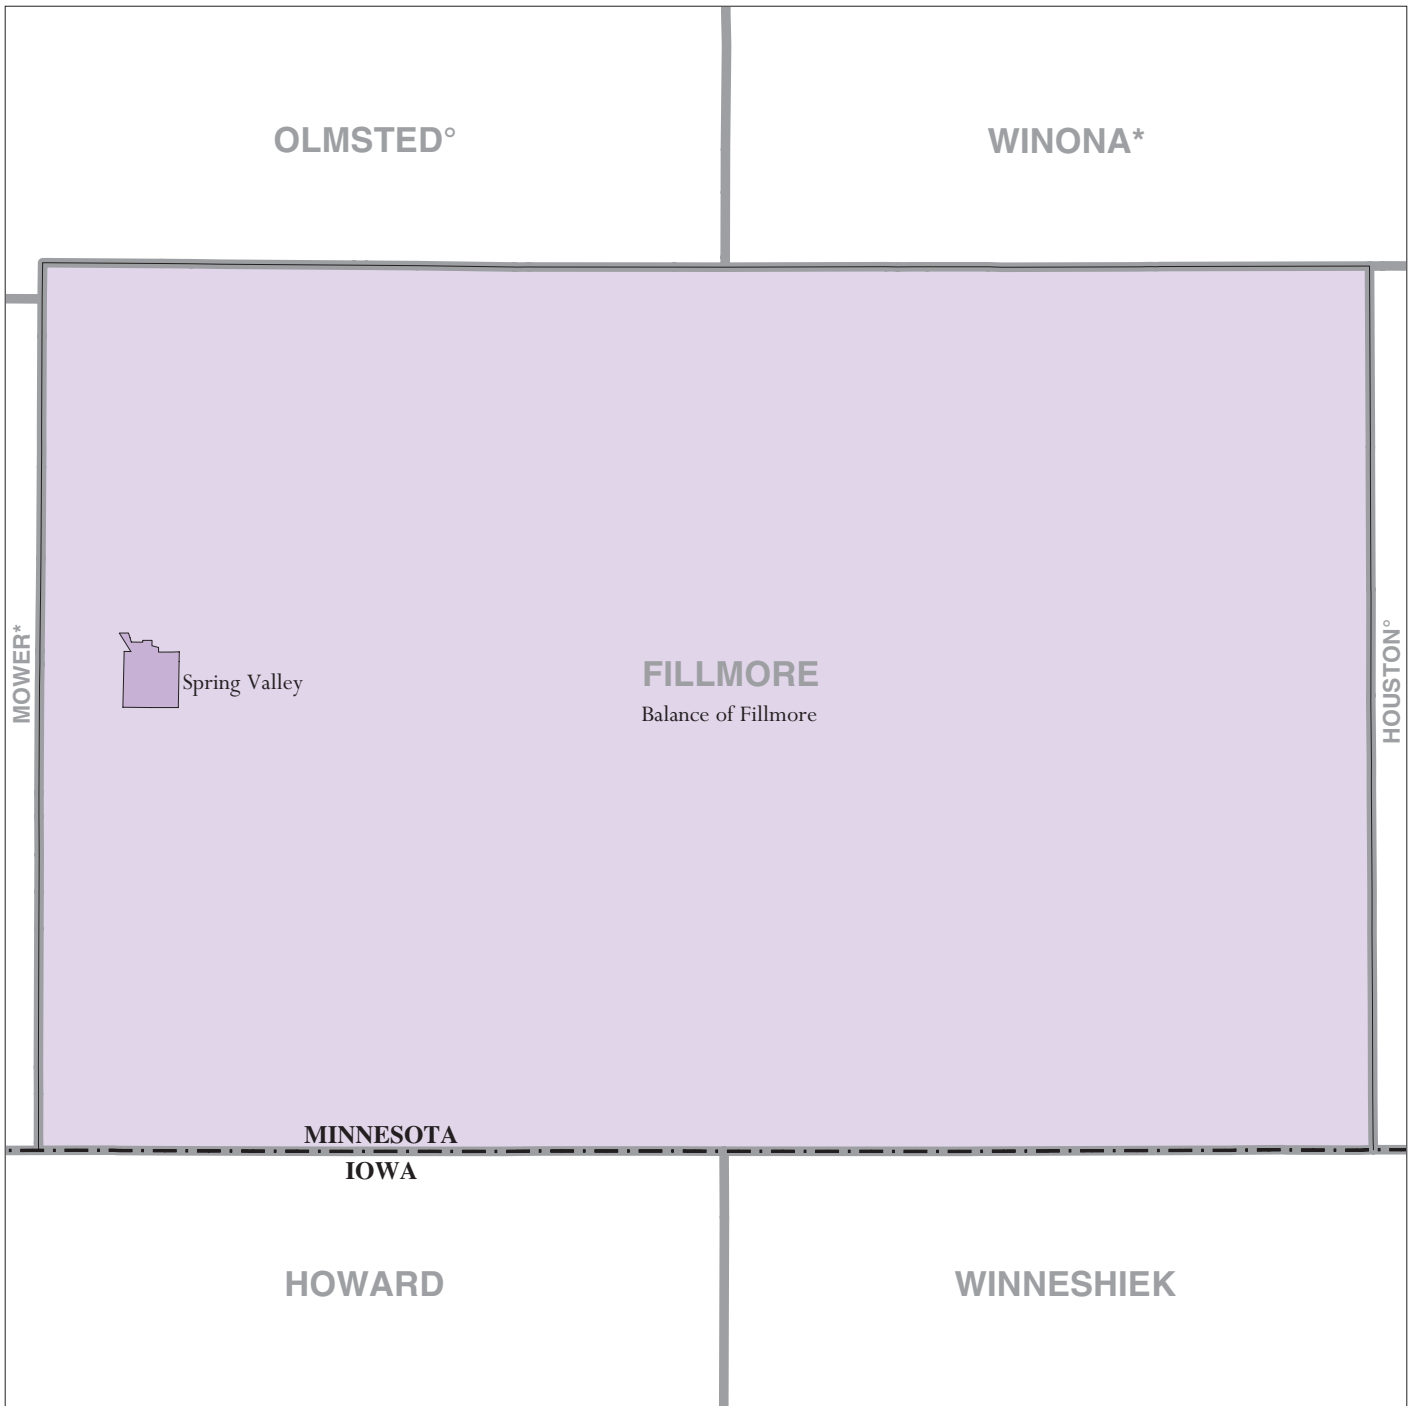 OLMSTED°
WINONA*
MOWER*
Spring Valley
FILLMORE
Balance of Fillmore
HOUSTON°
MINNESOTA
IOWA
HOWARD
WINNESHIEK